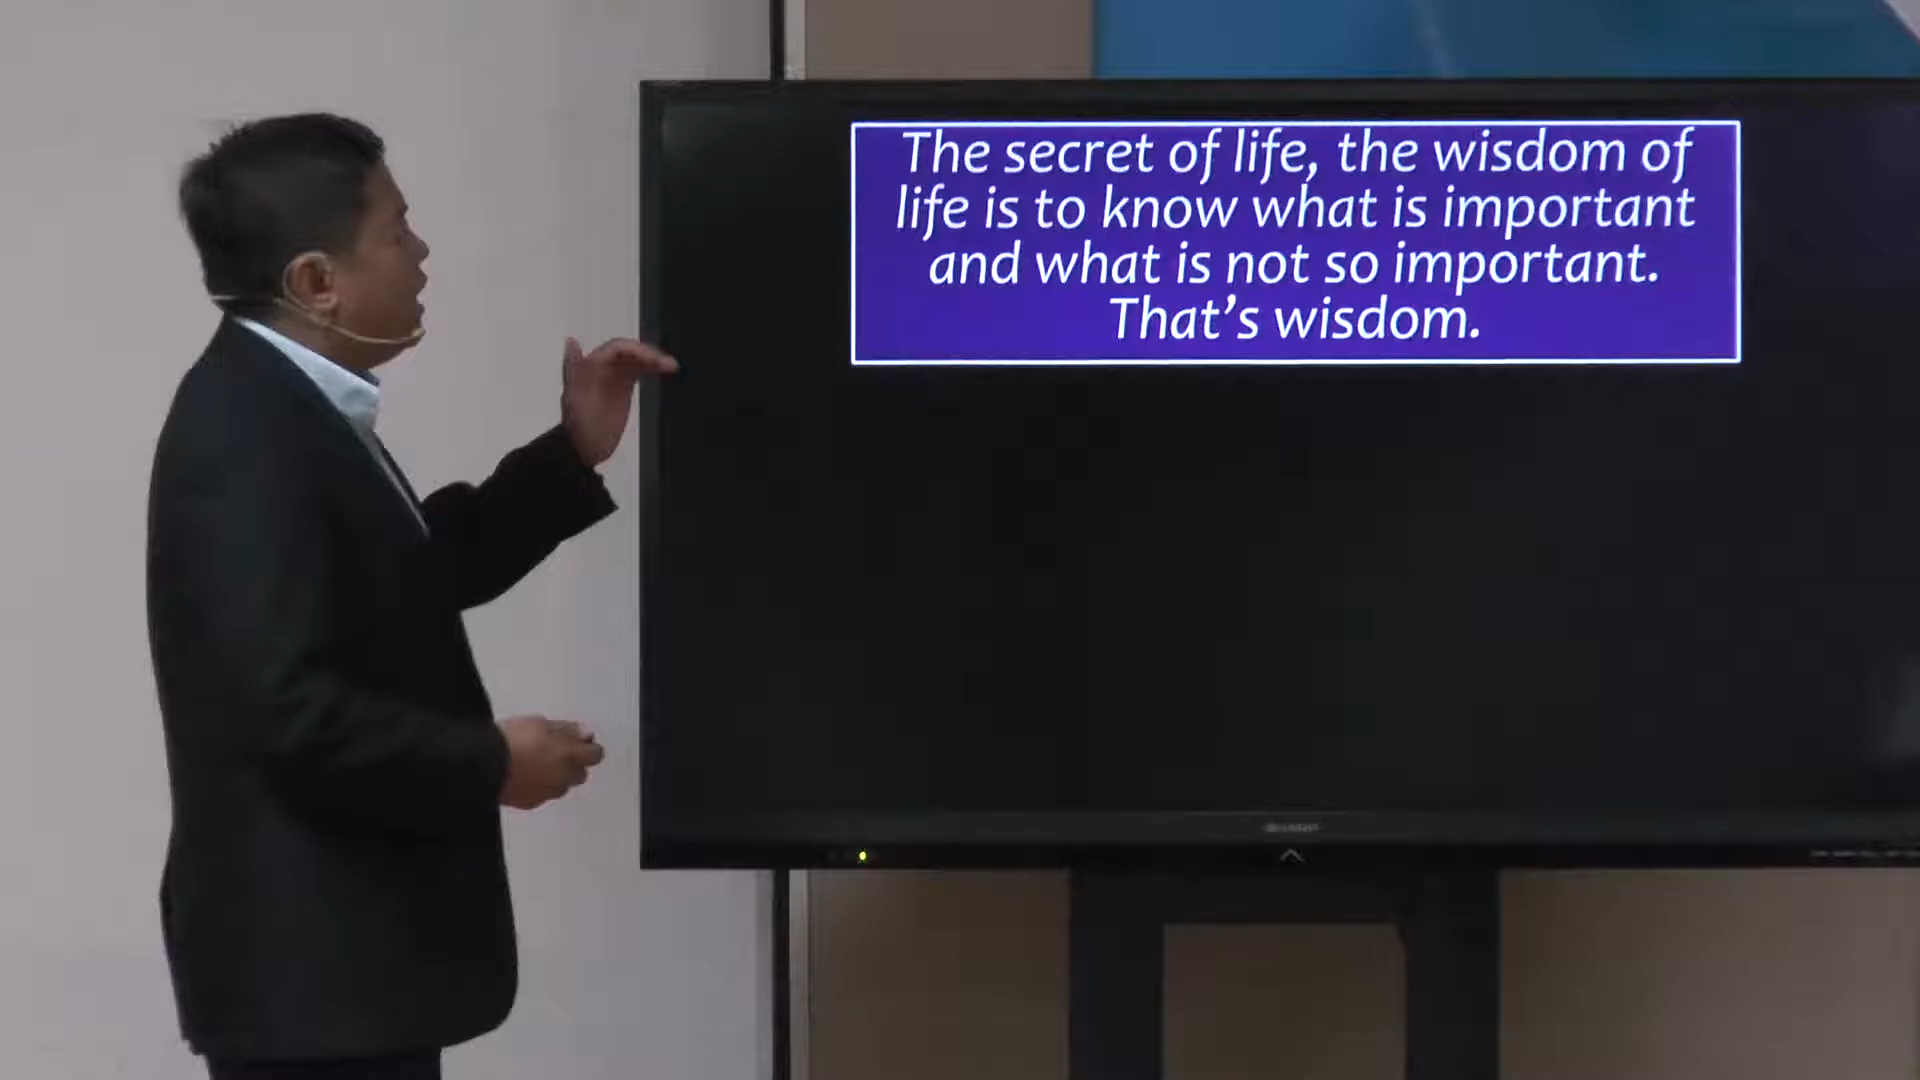 The secret of life, the wisdom of
life is to know what is important
and what is not so important.
That's wisdom.
SHARP